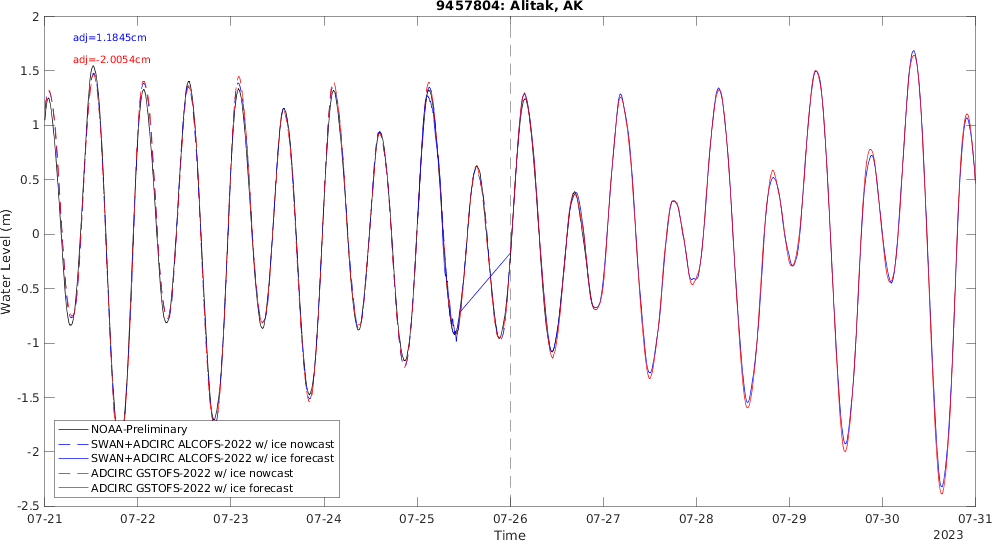 9457804: Alitak, AK
adj=1.1845cm
adj=-2.0054cm
2
1.5
1
0.5
0
-0.5
-1
-1.5
-2
-2.5
Water Level (m)
NOAA-Preliminary
SWAN+ADCIRC ALCOFS-2022 w/ ice nowcast
SWAN+ADCIRC ALCOFS-2022 w/ ice forecast
ADCIRC GSTOFS-2022 w/ ice nowcast
ADCIRC GSTOFS-2022 w/ ice forecast
07-21 07-22 07-23 07-24 07-25 07-26 07-27 07-28 07-29 07-30 07-31
Time
2023